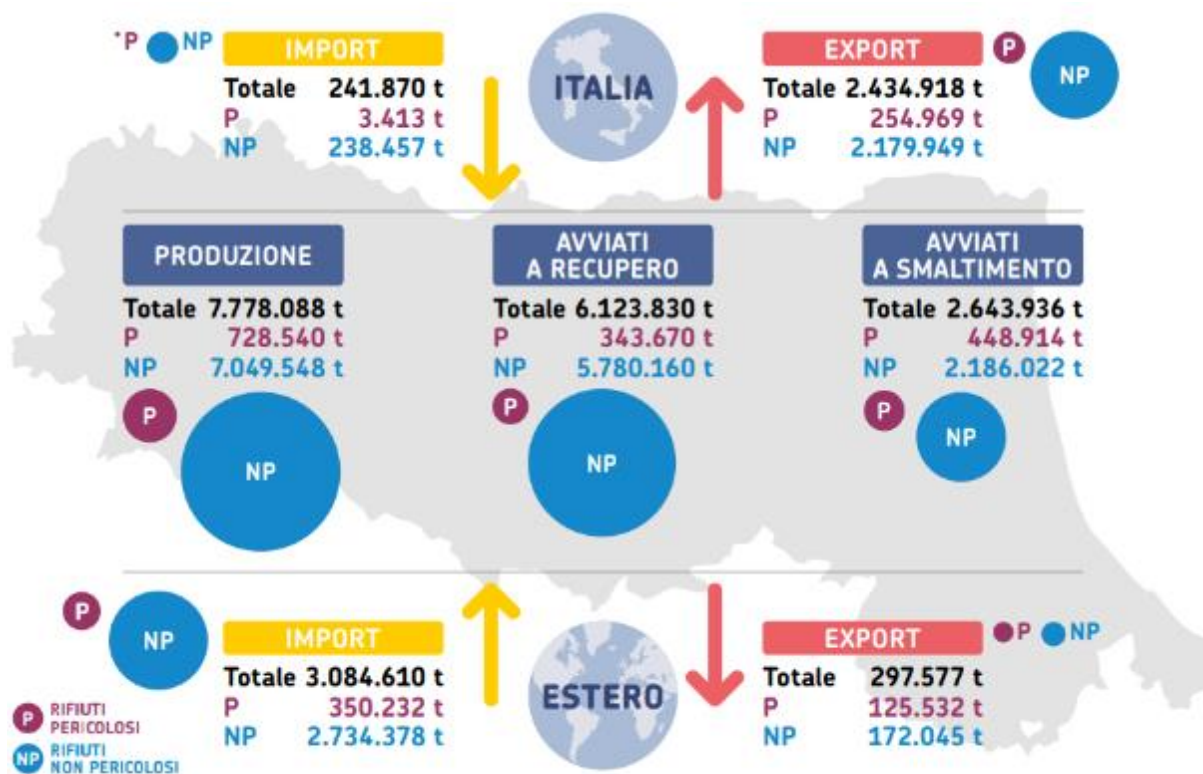 *P NP IMPORT
Totale 241.870 t
P 3.413 t
NP 238.457 t
ITALIA
EXPORT P NP
Totale 2.434.918 t
P 254.969 t
NP 2.179.949 t
PRODUZIONE
Totale 7.778.088 t
P 728.540 t
NP 7.049.548 t
P
NP
AVVIATI
A RECUPERO
Totale 6.123.830 t
P 343.670 t
NP 5.780.160 t
P
NP
AVVIATI
A SMALTIMENTO
Totale 2.643.936 t
P 448.914 t
NP 2.186.022 t
P
NP
P
NP
IMPORT
Totale 3.084.610 t
P 350.232 t
NP 2.734.378 t
ESTERO
EXPORT P NP
Totale 297.577 t
P 125.532 t
NP 172.045 t
P RIFIUTI
PERICOLOSI
NP RIFIUTI
NON PERICOLOSI